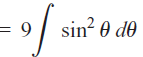 = 9 ∫ sin² θ dθ